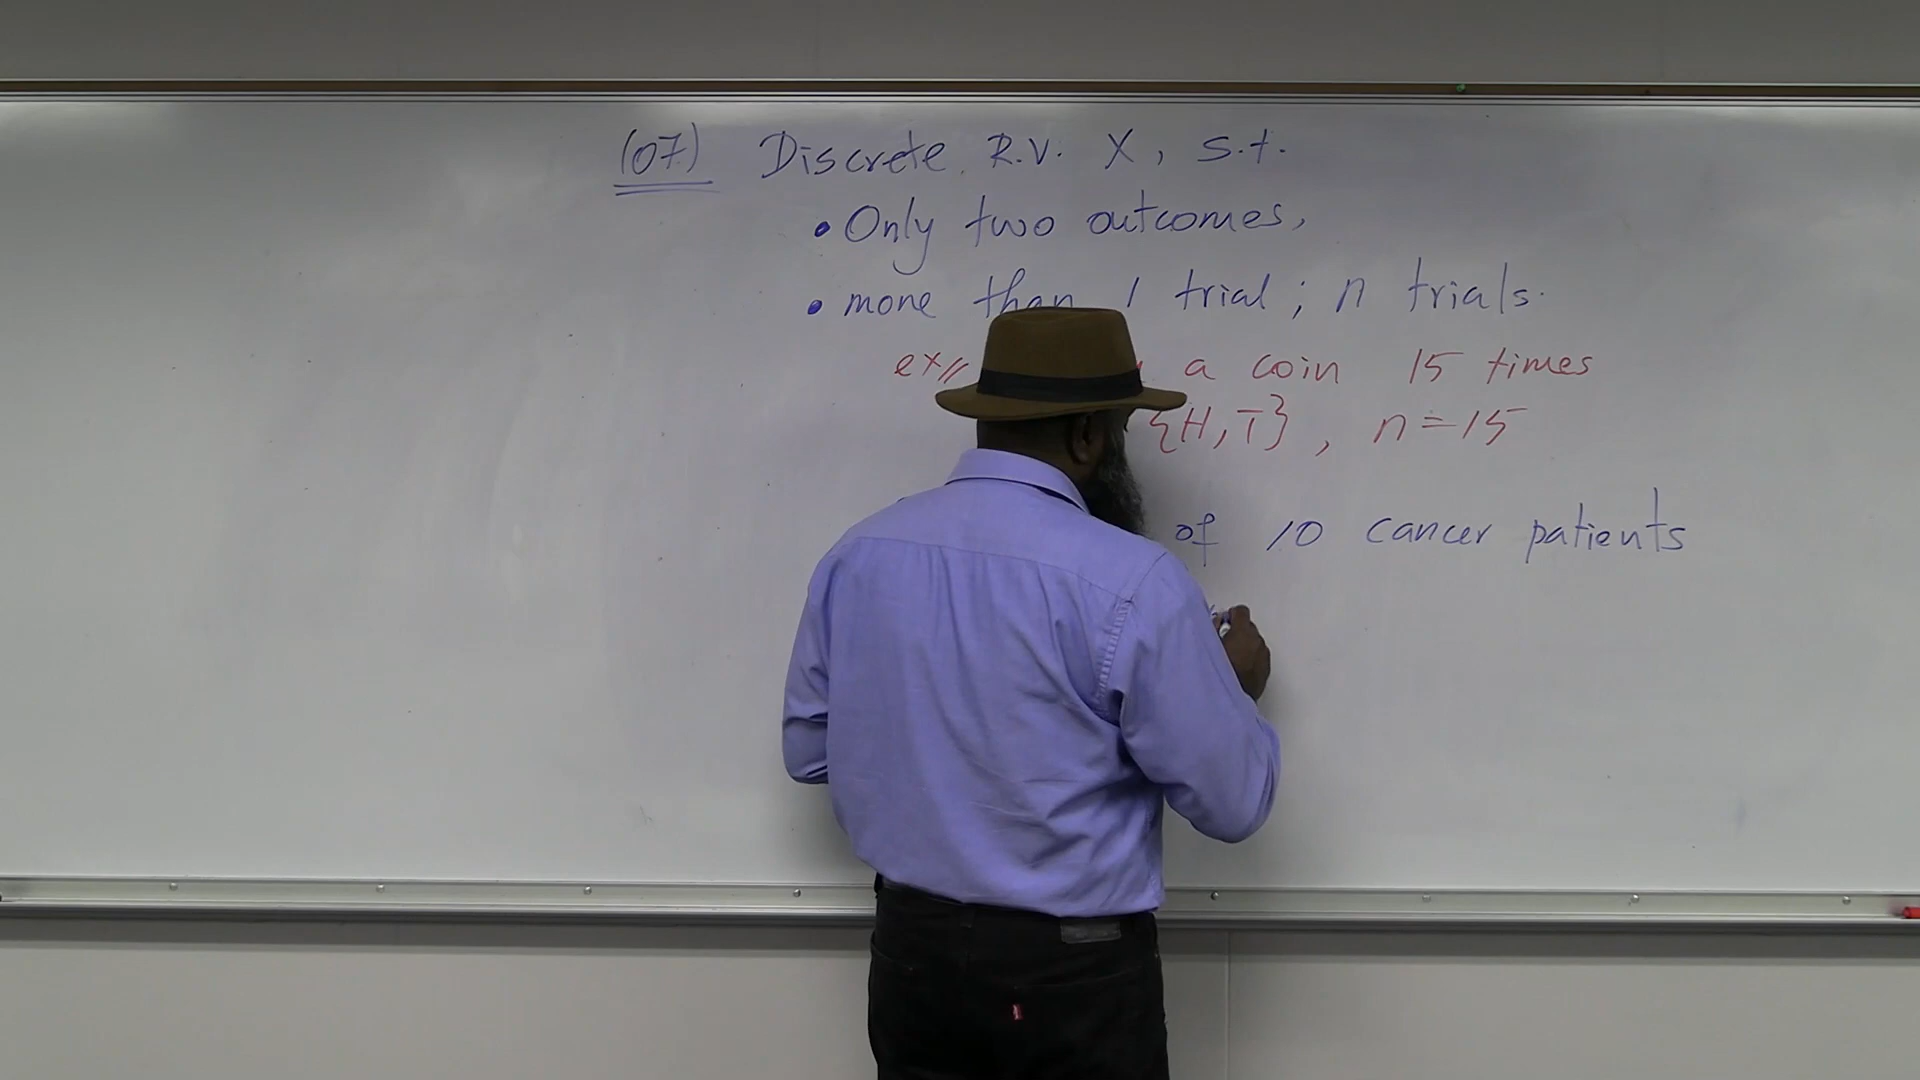 (07) Discrete R.V. X, s.t.
• Only two outcomes,
• more than 1 trial ; n trials.
ex// a coin 15 times
{H,T} , n=15
of 10 cancer patients